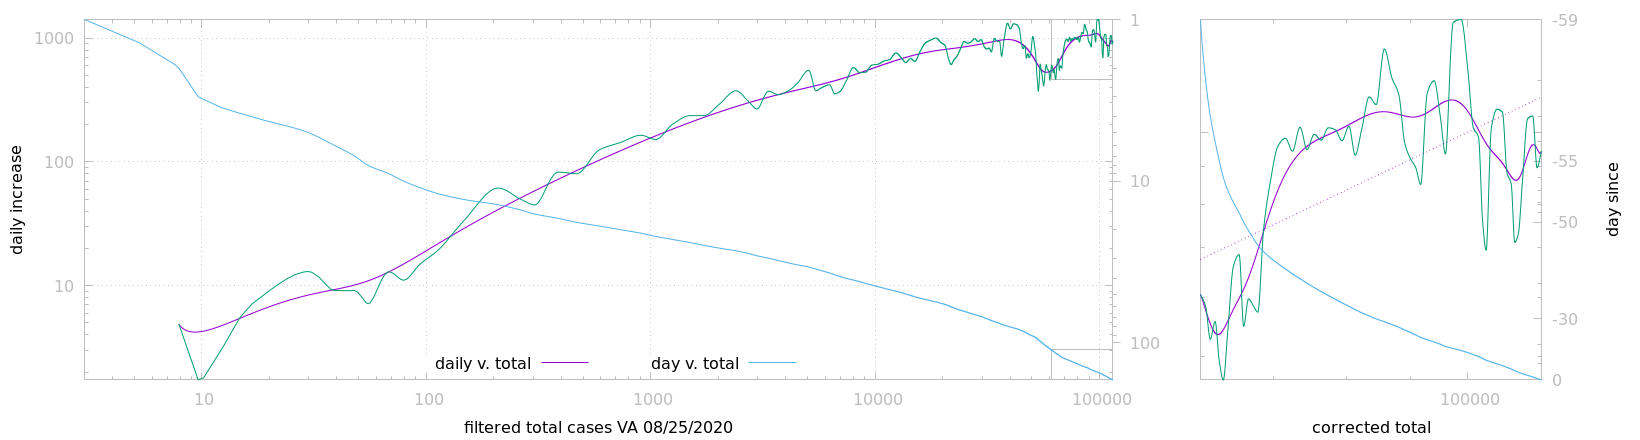 daily increase
1000
100
10
daily v. total
day v. total
1
10
100
10
100
1000
10000
100000
filtered total cases VA 08/25/2020
-59
-55
-50
-30
0
day since
100000
corrected total